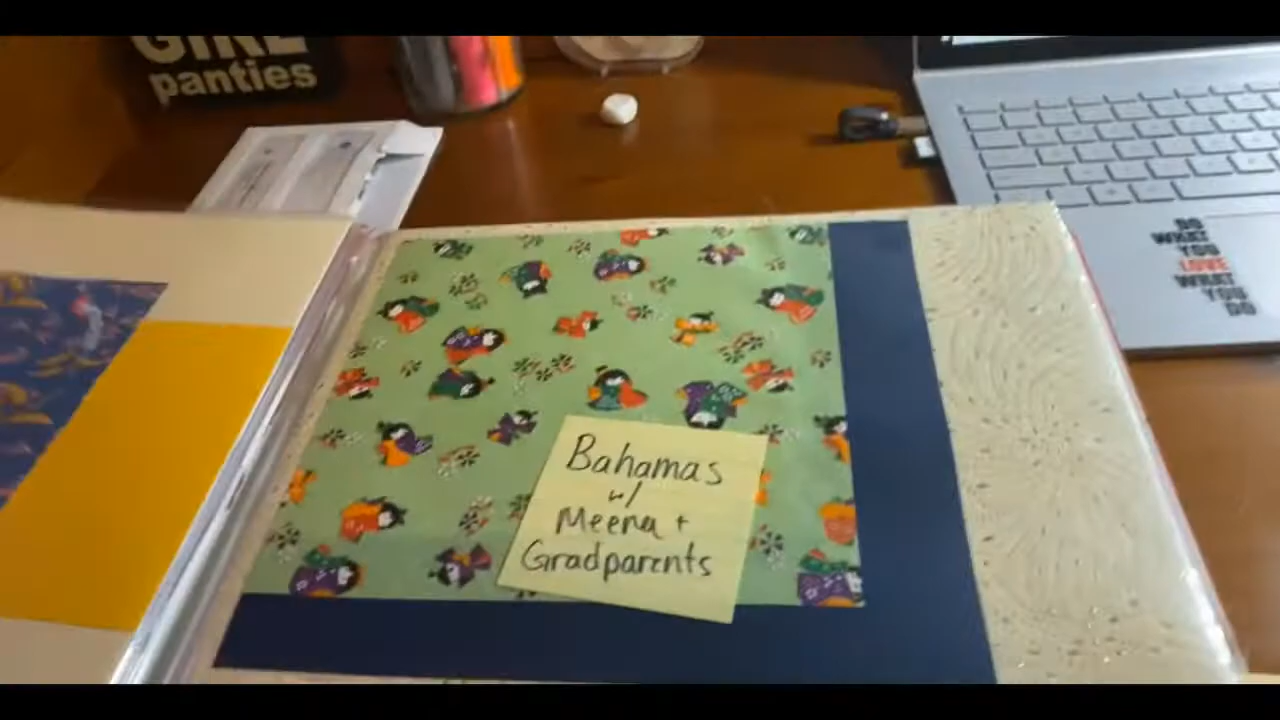 GIRL
panties
DO
WHAT
YOU
LOVE
WHAT
YOU
DO
Bahamas
w/
Meena +
Gradparents